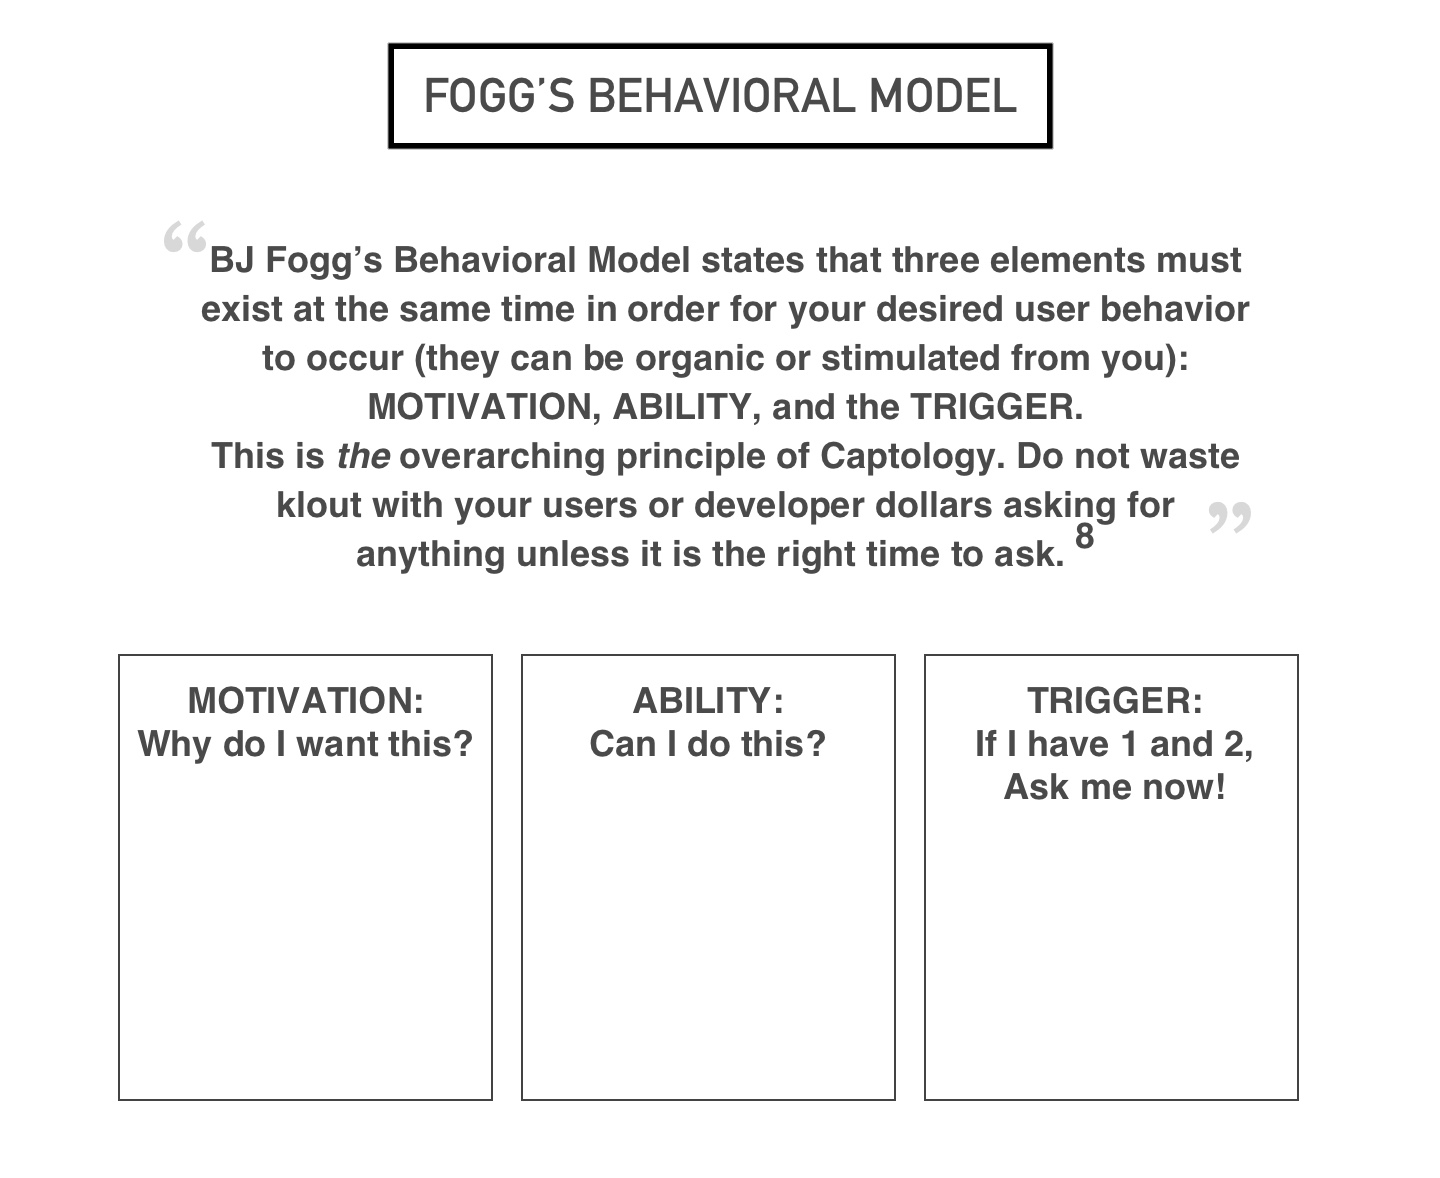 FOGG’S BEHAVIORAL MODEL
“BJ Fogg’s Behavioral Model states that three elements must
exist at the same time in order for your desired user behavior
to occur (they can be organic or stimulated from you):
MOTIVATION, ABILITY, and the TRIGGER.
This is the overarching principle of Captology. Do not waste
klout with your users or developer dollars asking for
anything unless it is the right time to ask. 8”
MOTIVATION:
Why do I want this?
ABILITY:
Can I do this?
TRIGGER:
If I have 1 and 2,
Ask me now!